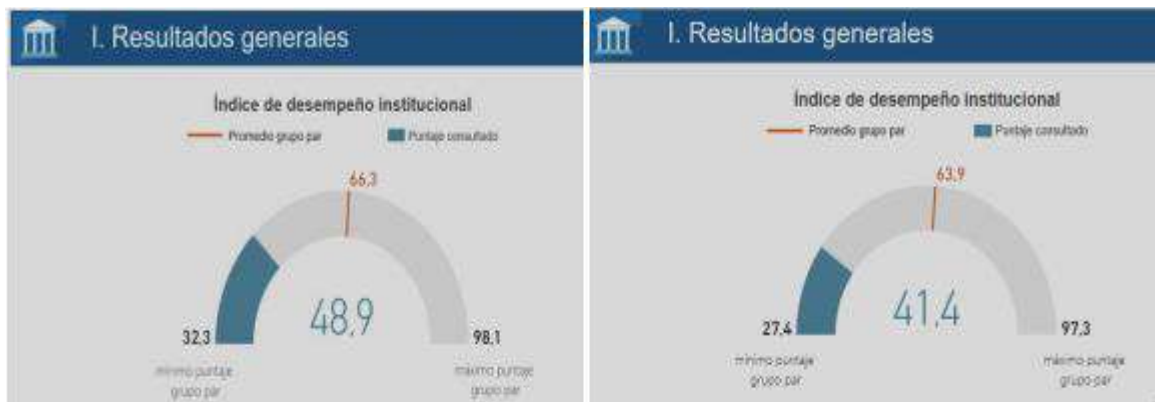 I. Resultados generales
Índice de desempeño institucional
Promedio grupo par
Puntaje consultado
66,3
48,9
32,3
98,1
mínimo puntaje
grupo par
máximo puntaje
grupo par
I. Resultados generales
Índice de desempeño institucional
Promedio grupo par
Puntaje consultado
63,9
41,4
27,4
97,3
mínimo puntaje
grupo par
máximo puntaje
grupo par